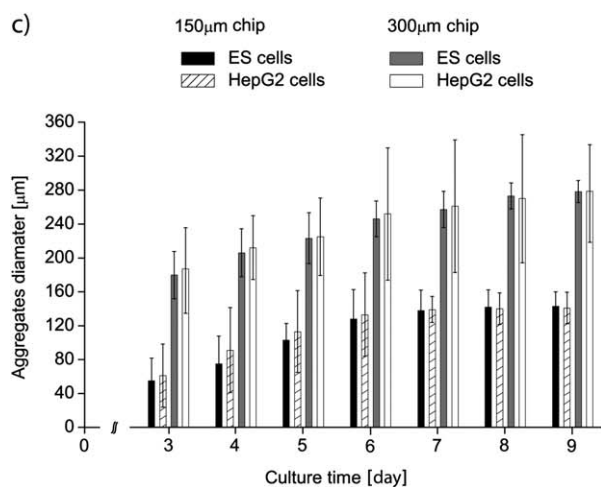 c)
150μm chip 300μm chip
ES cells ES cells
HepG2 cells HepG2 cells
Aggregates diamater [μm]
360
320
280
240
200
160
120
80
40
0
0 // 3 4 5 6 7 8 9
Culture time [day]